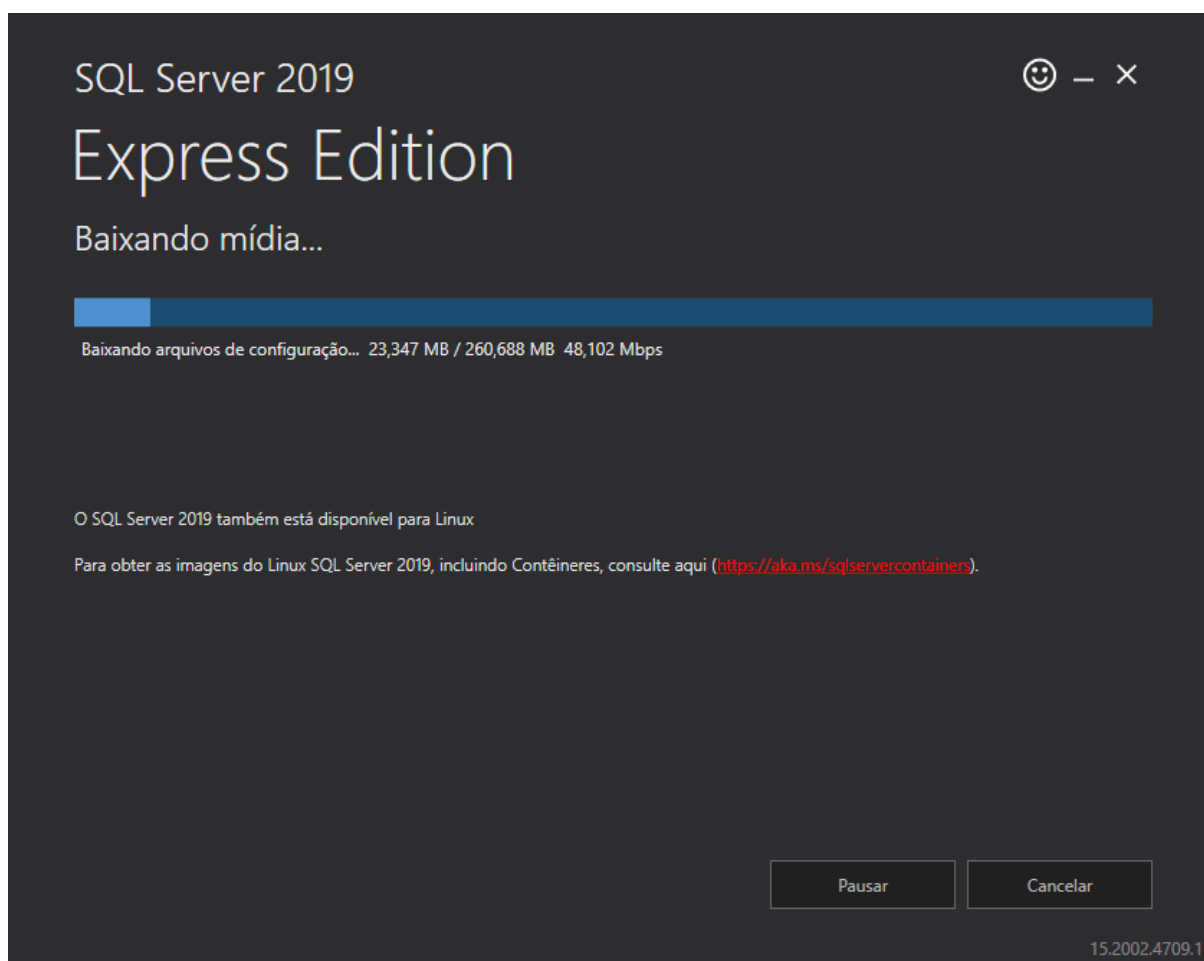 SQL Server 2019
Express Edition
Baixando mídia...
Baixando arquivos de configuração... 23,347 MB / 260,688 MB 48,102 Mbps
O SQL Server 2019 também está disponível para Linux
Para obter as imagens do Linux SQL Server 2019, incluindo Contêineres, consulte aqui (https://aka.ms/sqlservercontainers).
Pausar
Cancelar
15.2002.4709.1